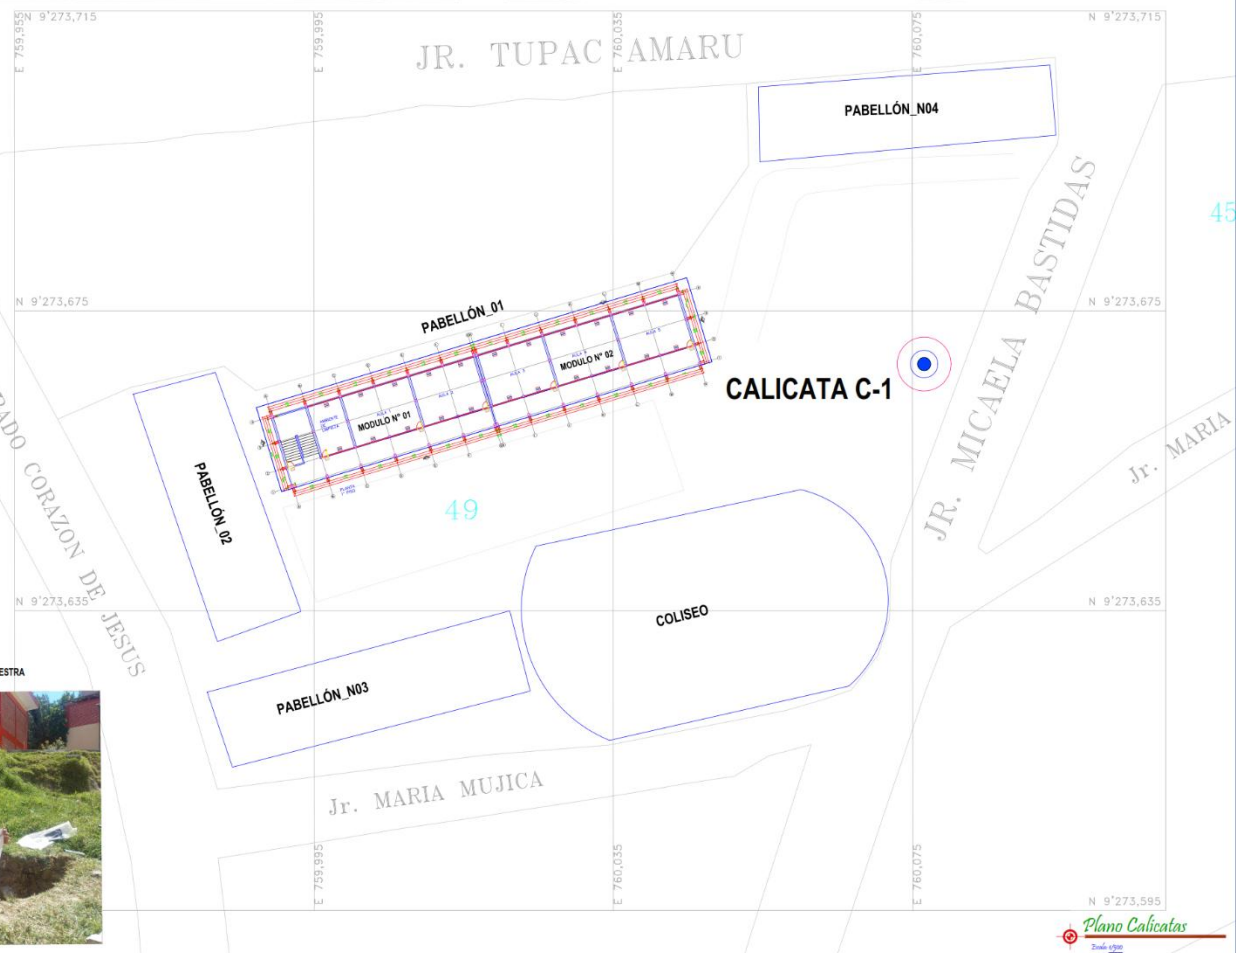 N 9'273,715
N 9'273,715
E 759,955
E 759,995
E 760,035
E 760,075
JR. TUPAC AMARU
PABELLÓN_N04
JR. MICAELA BASTIDAS
45
N 9'273,675
N 9'273,675
PABELLÓN_01
MODULO N° 02
MODULO N° 01
CALICATA C-1
PABELLÓN_02
49
Jr. MARIA
CORAZON DE JESUS
N 9'273,635
N 9'273,635
COLISEO
ESTRA
PABELLÓN_N03
Jr. MARIA MUJICA
E 759,995
E 760,035
E 760,075
N 9'273,595
Plano Calicatas